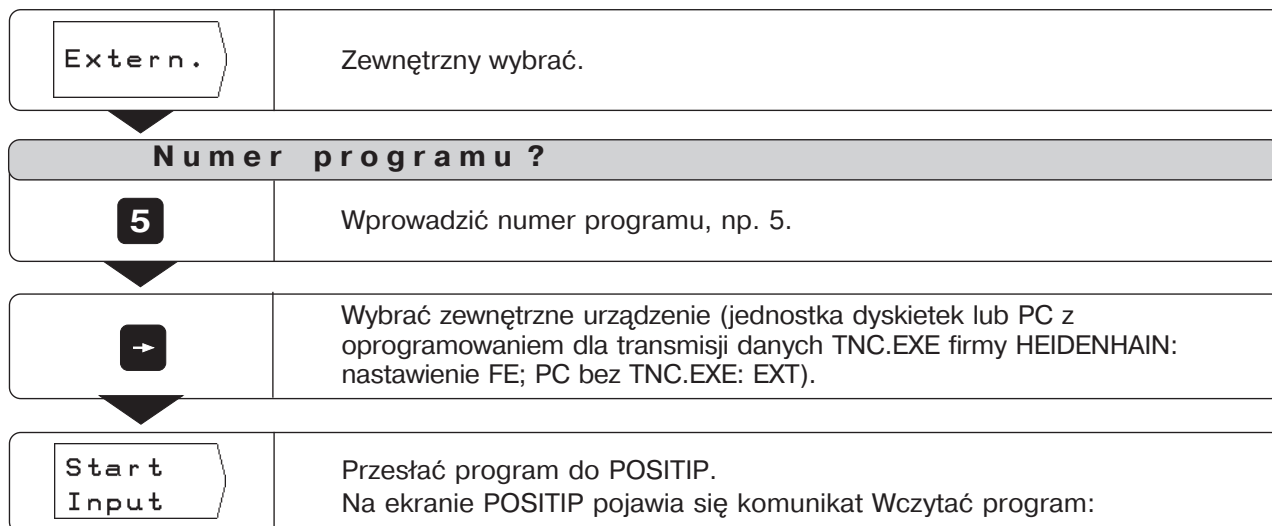 Extern.
Zewnętrzny wybrać.
Numer programu ?
5
Wprowadzić numer programu, np. 5.
Wybrać zewnętrzne urządzenie (jednostka dyskietek lub PC z
oprogramowaniem dla transmisji danych TNC.EXE firmy HEIDENHAIN:
nastawienie FE; PC bez TNC.EXE: EXT).
Start
Input
Przesłać program do POSITIP.
Na ekranie POSITIP pojawia się komunikat Wczytać program: